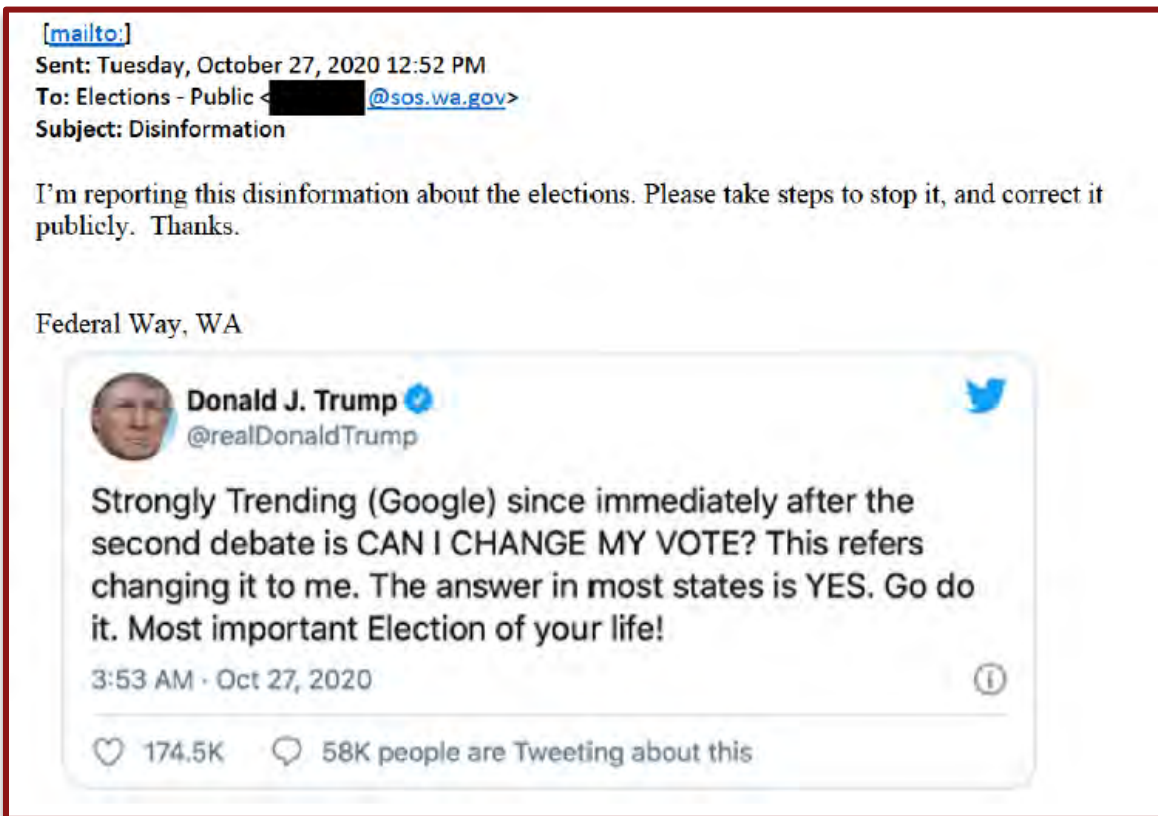 [mailto:]
Sent: Tuesday, October 27, 2020 12:52 PM
To: Elections - Public < @sos.wa.gov>
Subject: Disinformation
I'm reporting this disinformation about the elections. Please take steps to stop it, and correct it
publicly. Thanks.
Federal Way, WA
Donald J. Trump
@realDonaldTrump
Strongly Trending (Google) since immediately after the
second debate is CAN I CHANGE MY VOTE? This refers
changing it to me. The answer in most states is YES. Go do
it. Most important Election of your life!
3:53 AM · Oct 27, 2020
174.5K 58K people are Tweeting about this